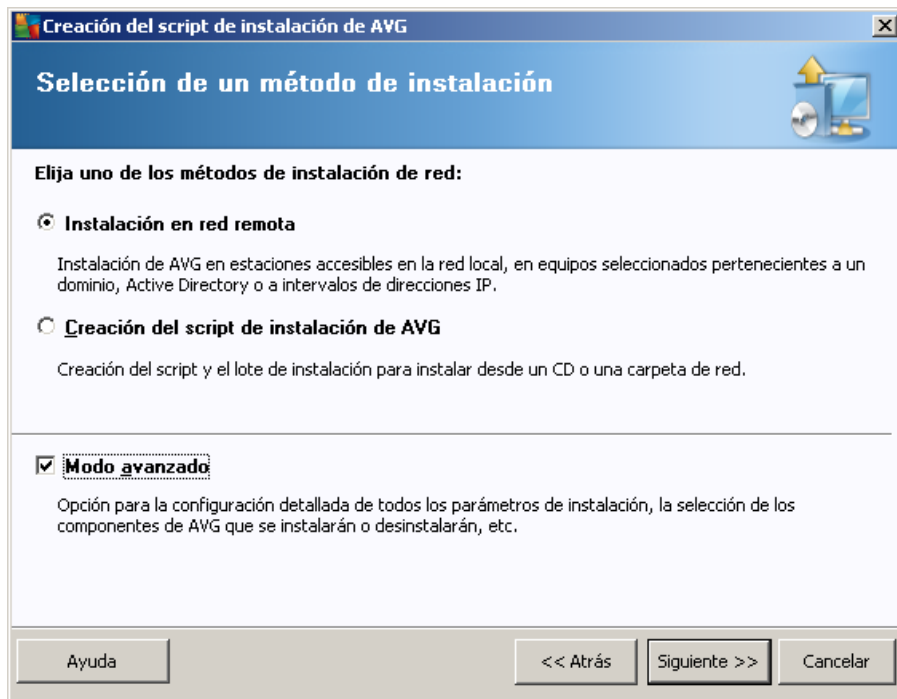 Creación del script de instalación de AVG
Selección de un método de instalación
Elija uno de los métodos de instalación de red:
Instalación en red remota
Instalación de AVG en estaciones accesibles en la red local, en equipos seleccionados pertenecientes a un
dominio, Active Directory o a intervalos de direcciones IP.
Creación del script de instalación de AVG
Creación del script y el lote de instalación para instalar desde un CD o una carpeta de red.
Modo avanzado
Opción para la configuración detallada de todos los parámetros de instalación, la selección de los
componentes de AVG que se instalarán o desinstalarán, etc.
Ayuda
<< Atrás
Siguiente >>
Cancelar